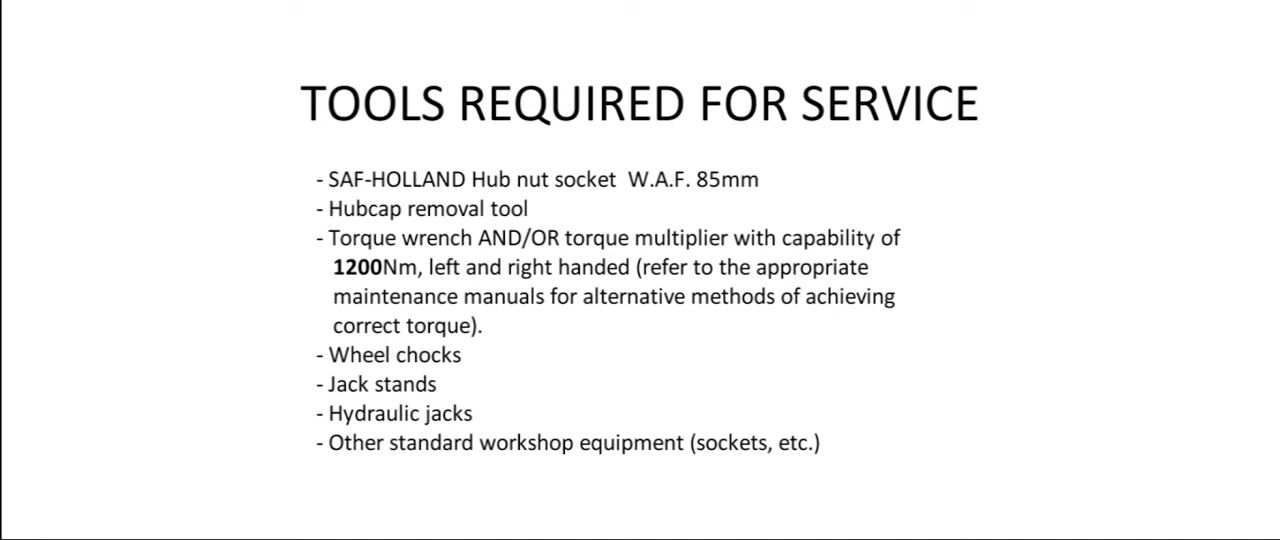 TOOLS REQUIRED FOR SERVICE
- SAF-HOLLAND Hub nut socket  W.A.F. 85mm
- Hubcap removal tool
- Torque wrench AND/OR torque multiplier with capability of
1200Nm, left and right handed (refer to the appropriate
maintenance manuals for alternative methods of achieving
correct torque).
- Wheel chocks
- Jack stands
- Hydraulic jacks
- Other standard workshop equipment (sockets, etc.)